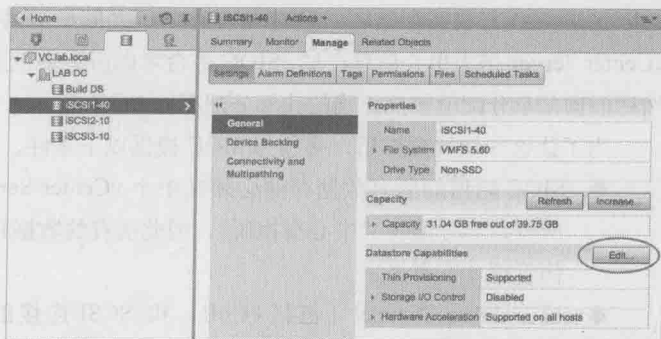 Home
ISCSI1-40 Actions
Summary Monitor Manage Related Objects
VC.lab.local
LAB DC
Build DS
ISCSI1-40
ISCSI2-10
ISCSI3-10
Settings Alarm Definitions Tags Permissions Files Scheduled Tasks
General
Device Backing
Connectivity and
Multipathing
Properties
Name ISCSI1-40
File System VMFS 5.60
Drive Type Non-SSD
Capacity Refresh Increase...
Capacity 31.04 GB free out of 39.75 GB
Datastore Capabilities Edit...
Thin Provisioning Supported
Storage I/O Control Disabled
Hardware Acceleration Supported on all hosts